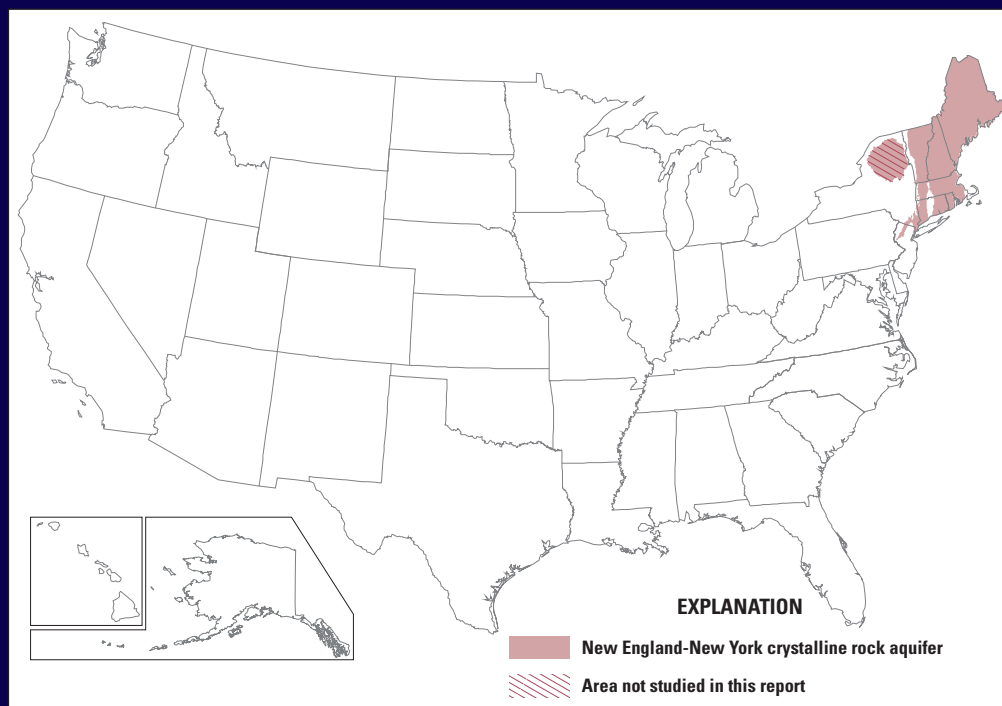 EXPLANATION
New England-New York crystalline rock aquifer
Area not studied in this report